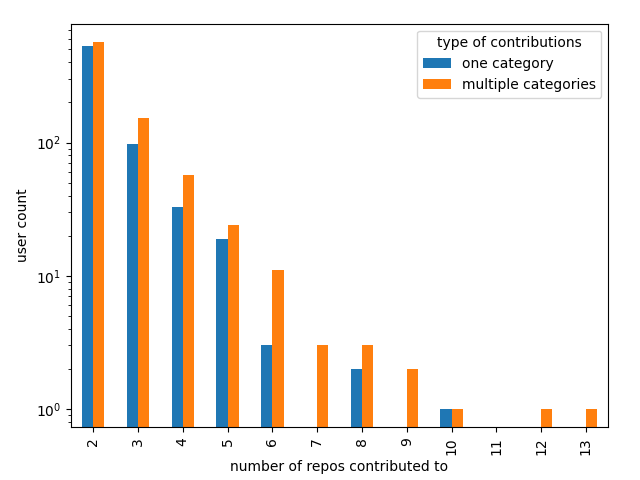 type of contributions
one category
multiple categories
10²
10¹
10⁰
user count
2 3 4 5 6 7 8 9 10 11 12 13
number of repos contributed to